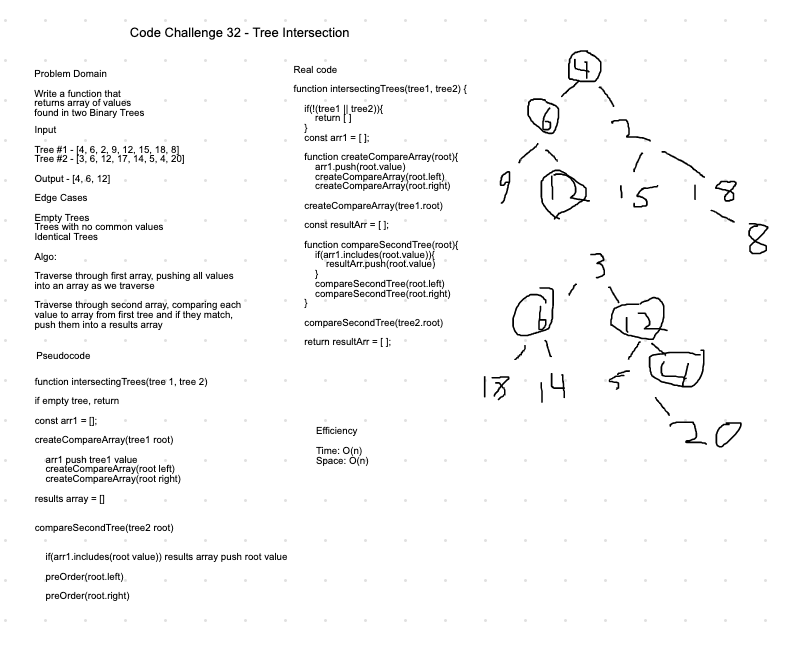 Code Challenge 32 - Tree Intersection
Problem Domain
Write a function that
returns array of values
found in two Binary Trees
Input
Tree #1 - [4, 6, 2, 9, 12, 15, 18, 8]
Tree #2 - [3, 6, 12, 17, 14, 5, 4, 20]
Output - [4, 6, 12]
Edge Cases
Empty Trees
Trees with no common values
Identical Trees
Algo:
Traverse through first array, pushing all values
into an array as we traverse
Traverse through second array, comparing each
value to array from first tree and if they match,
push them into a results array
Pseudocode
function intersectingTrees(tree 1, tree 2)
if empty tree, return
const arr1 = [];
createCompareArray(tree1 root)
arr1 push tree1 value
createCompareArray(root left)
createCompareArray(root right)
results array = []
compareSecondTree(tree2 root)
if(arr1.includes(root value)) results array push root value
preOrder(root.left)
preOrder(root.right)
Real code
function intersectingTrees(tree1, tree2) {
if(!(tree1 || tree2)){
return [ ]
}
const arr1 = [ ];
function createCompareArray(root){
arr1.push(root.value)
createCompareArray(root.left)
createCompareArray(root.right)
createCompareArray(tree1.root)
const resultArr = [ ];
function compareSecondTree(root){
if(arr1.includes(root.value)){
resultArr.push(root.value)
}
compareSecondTree(root.left)
compareSecondTree(root.right)
}
compareSecondTree(tree2.root)
return resultArr = [ ];
Efficiency
Time: O(n)
Space: O(n)
4
6 2
9 12 15 18
8
3
6 12
14 5 4
20